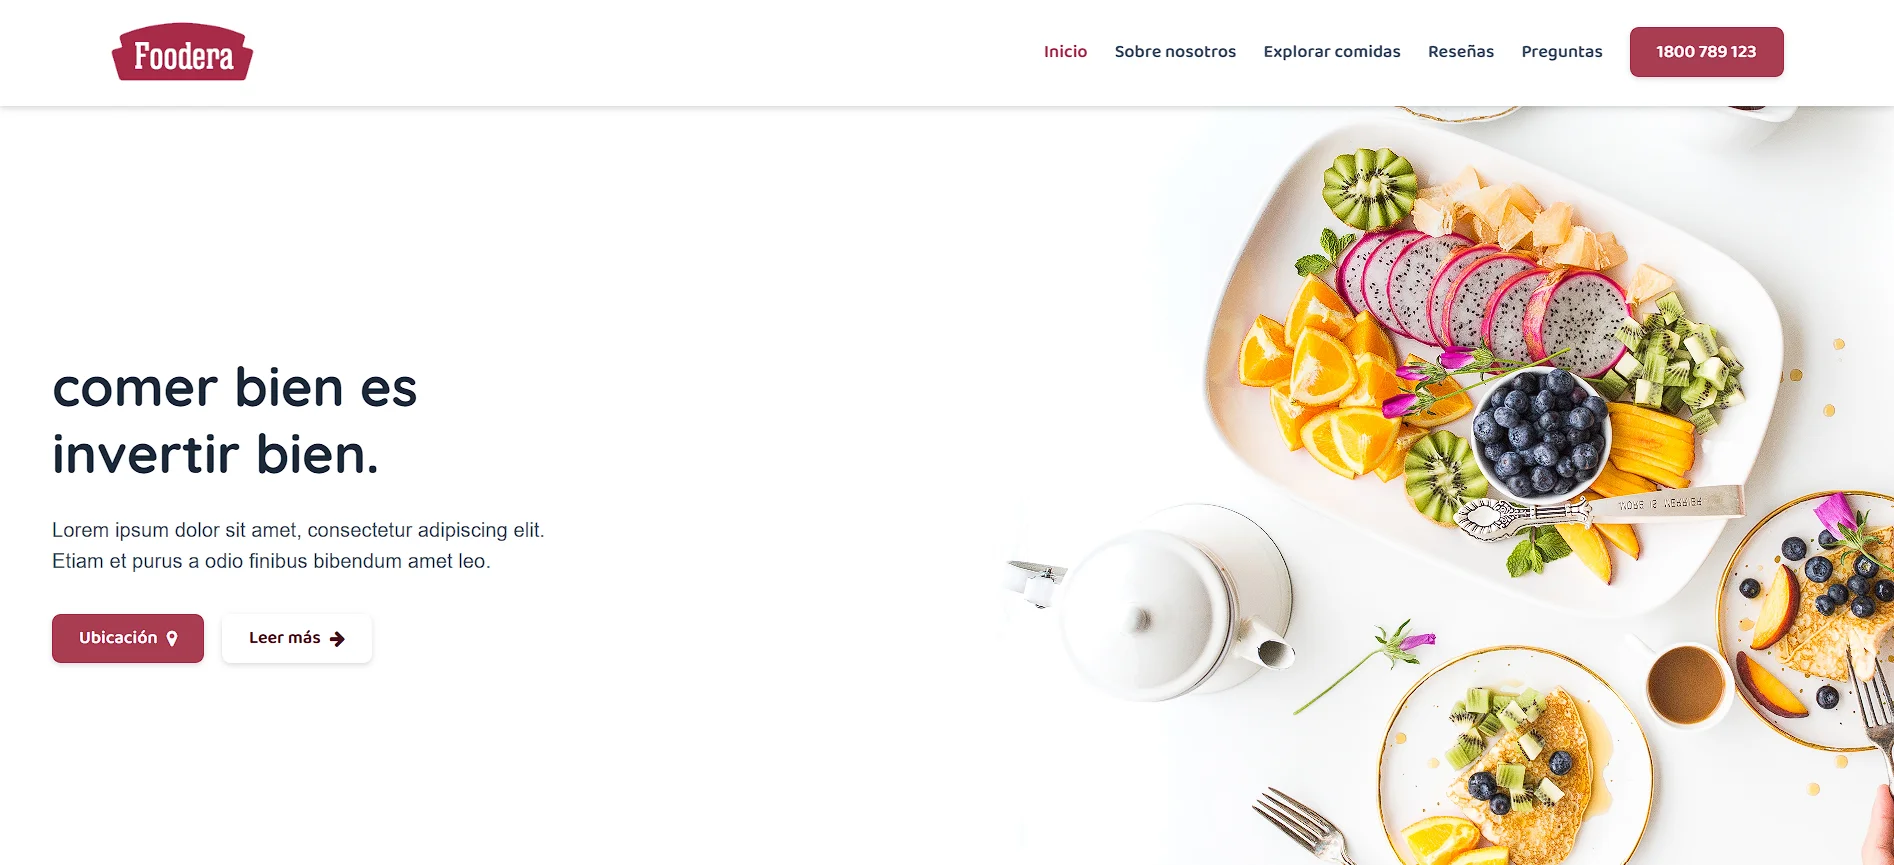 Foodera
Inicio Sobre nosotros Explorar comidas Reseñas Preguntas 1800 789 123
comer bien es
invertir bien.
Lorem ipsum dolor sit amet, consectetur adipiscing elit.
Etiam et purus a odio finibus bibendum amet leo.
Ubicación Leer más